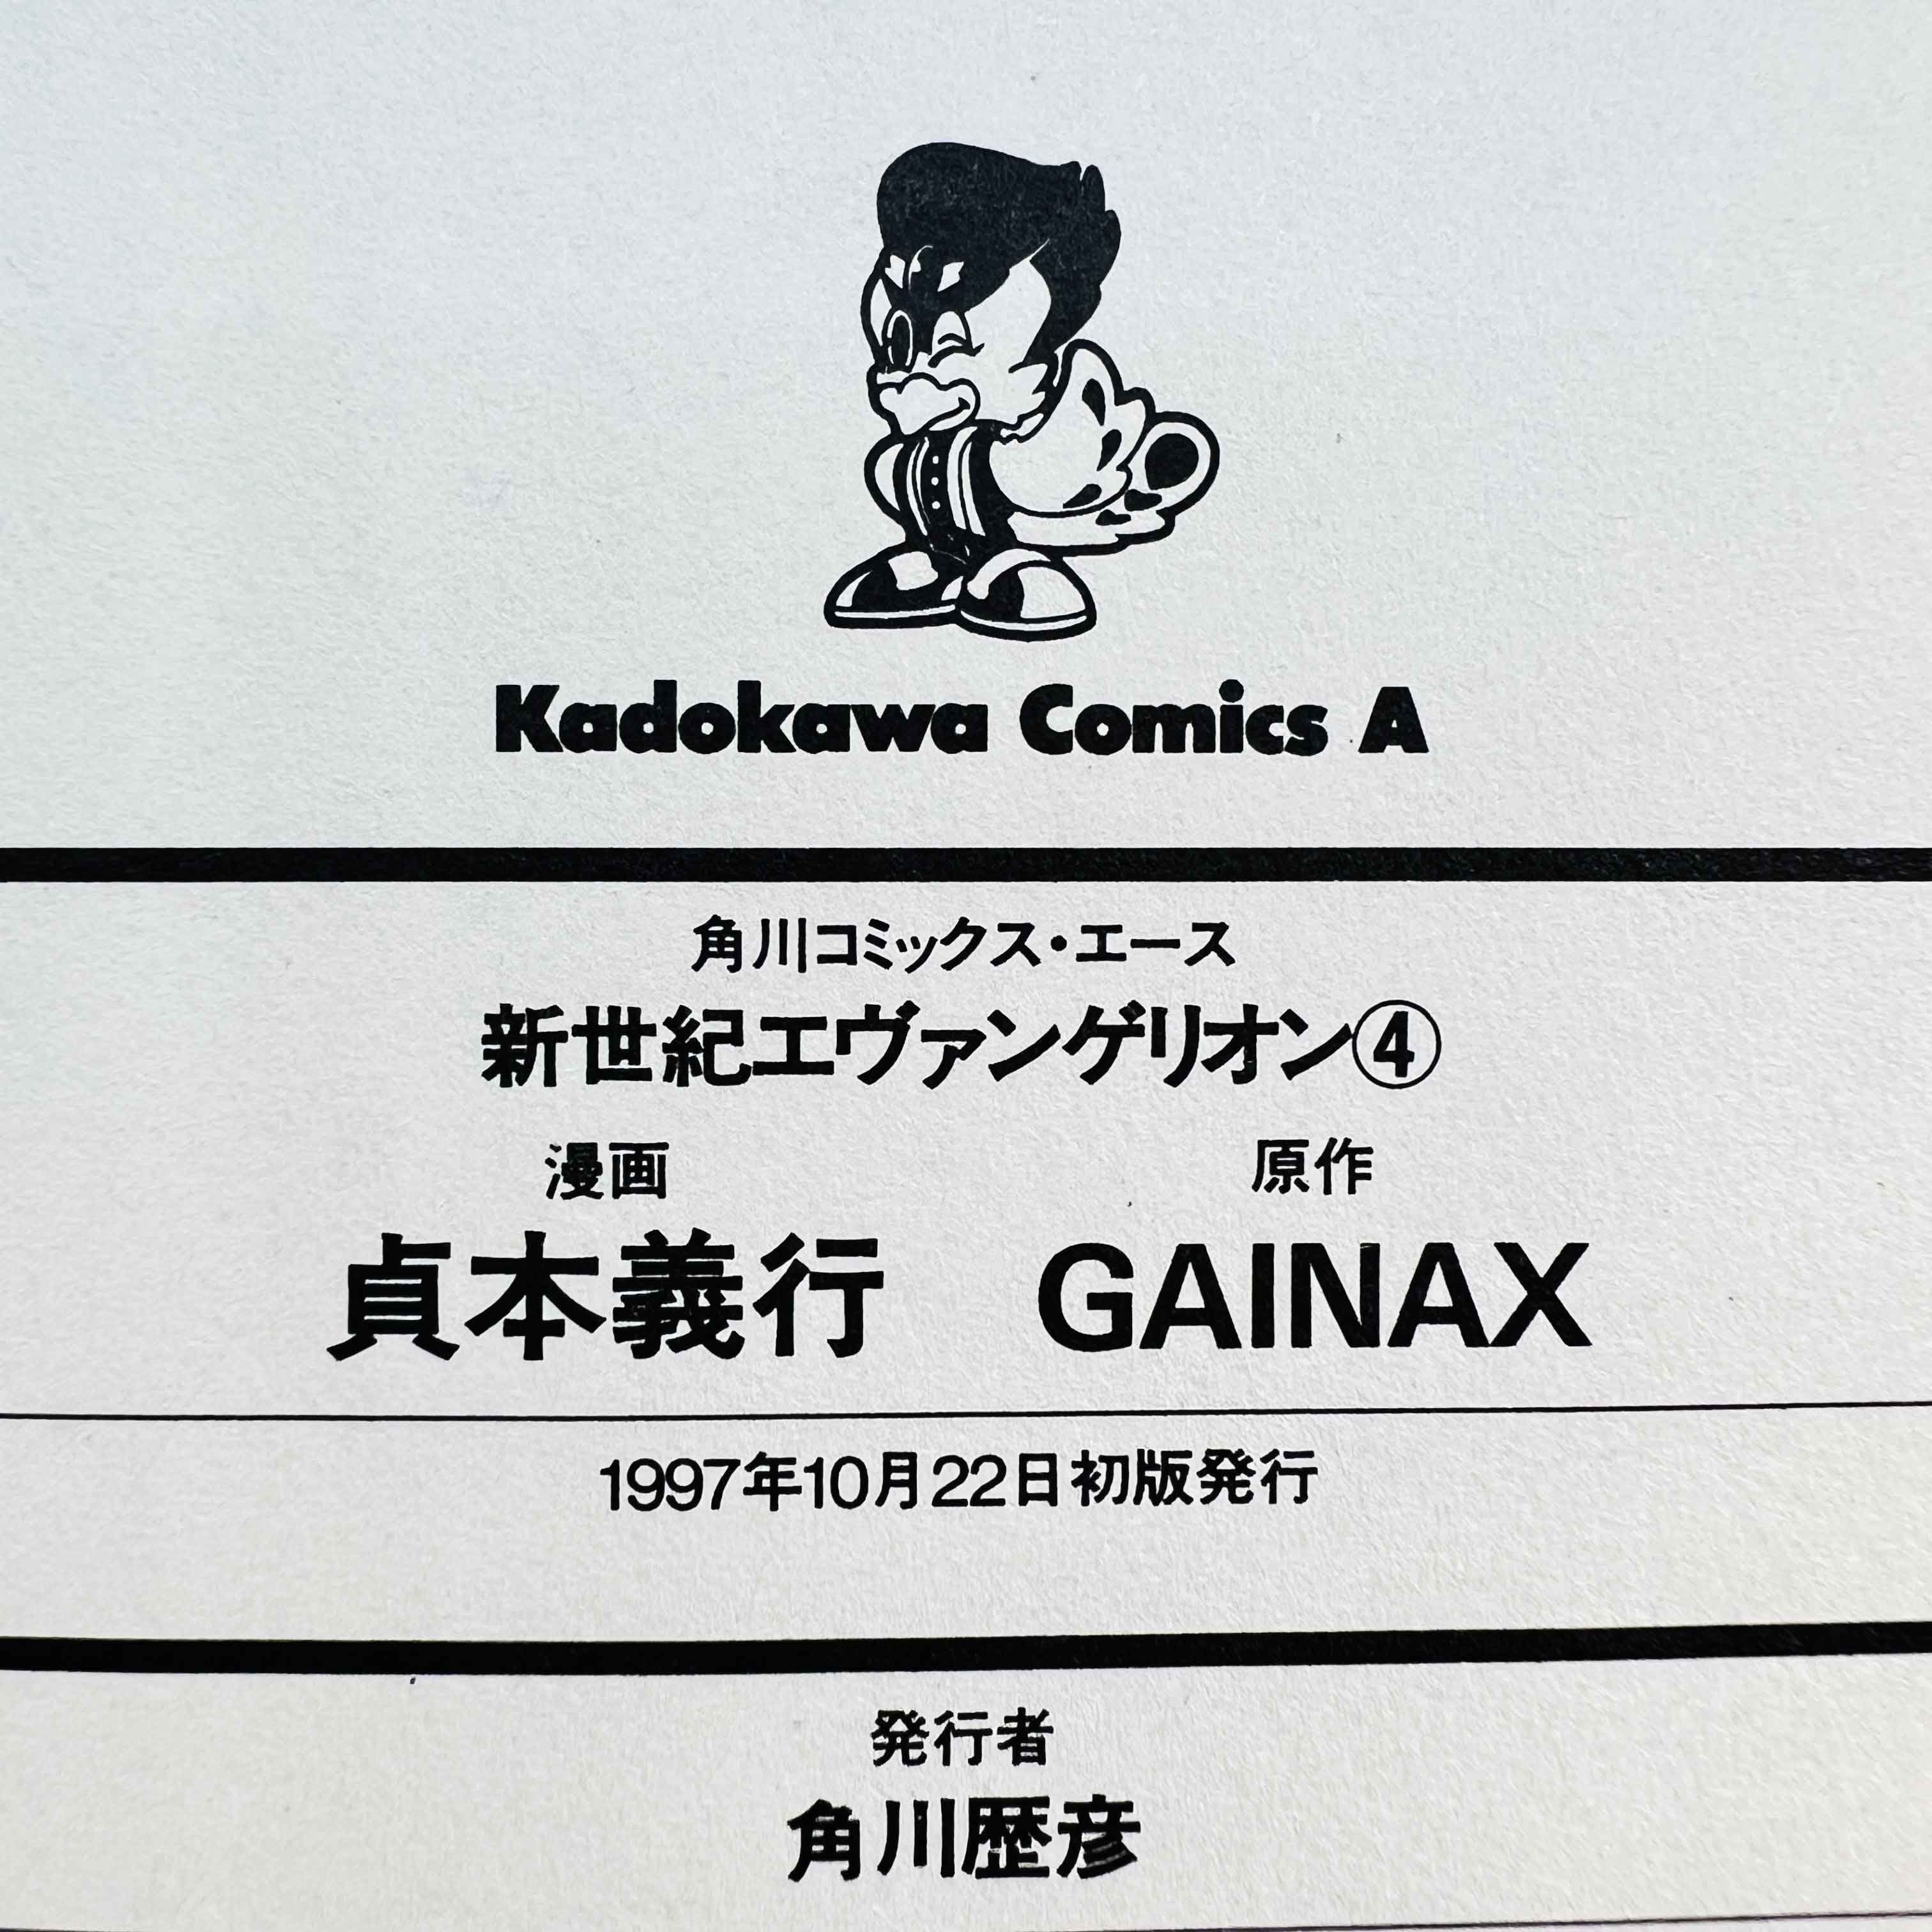 Kadokawa Comics A
角川コミックス・エース
新世紀エヴァンゲリオン④
漫画 原作
貞本義行 GAINAX
1997年10月22日初版発行
発行者
角川歴彦